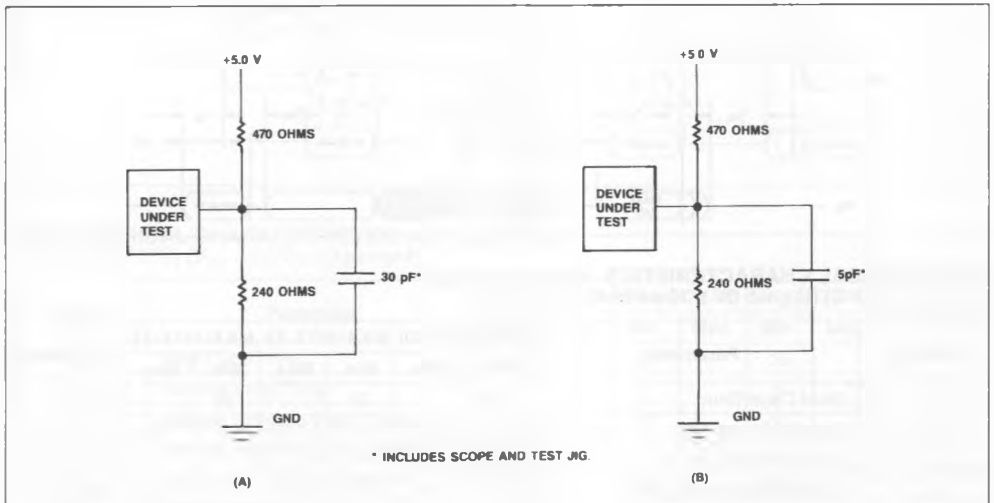 +5.0 V
470 OHMS
DEVICE
UNDER
TEST
30 pF*
240 OHMS
GND
(A)
+5 0 V
470 OHMS
DEVICE
UNDER
TEST
5pF*
240 OHMS
GND
(B)
* INCLUDES SCOPE AND TEST JIG.